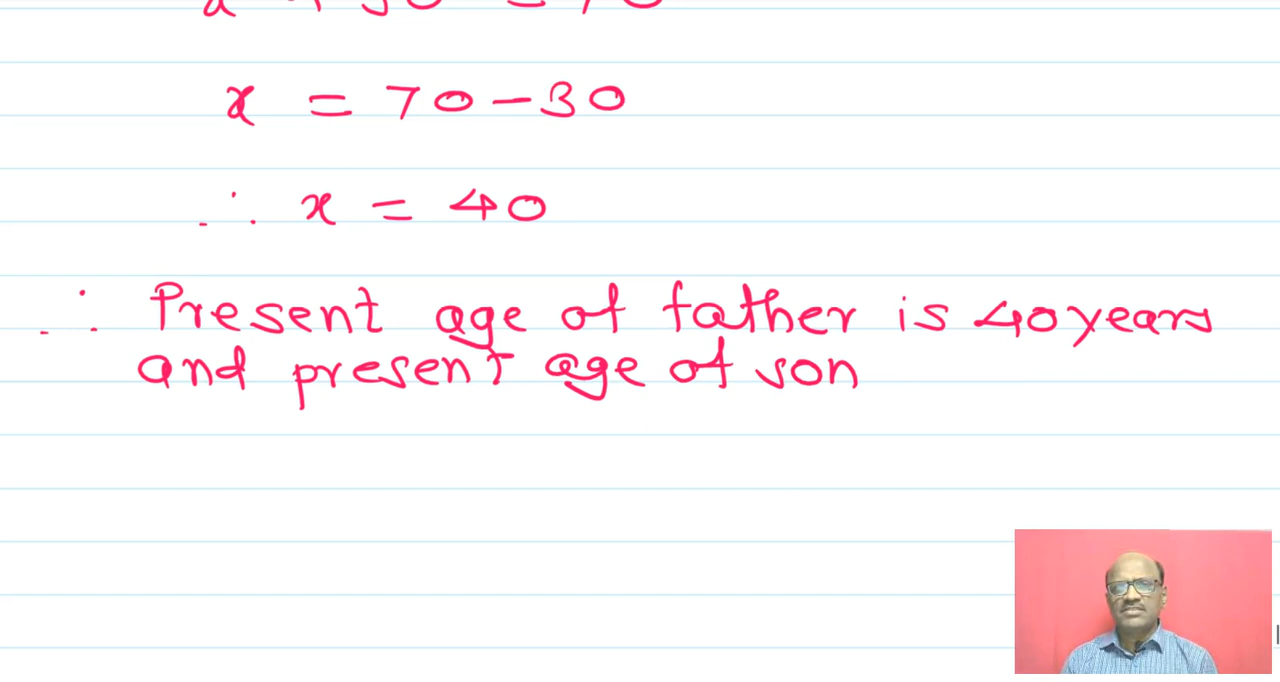 x = 70 - 30
∴ x = 40
∴ Present age of father is 40 years
and present age of son